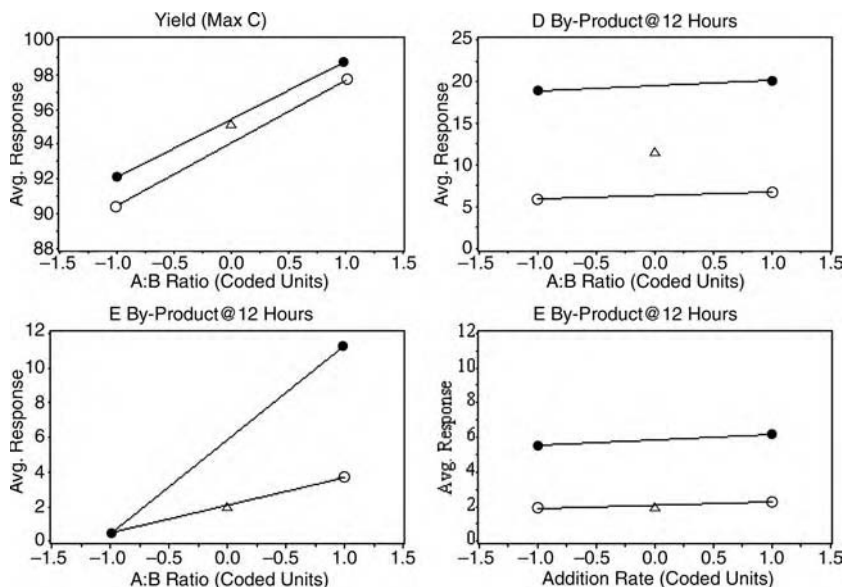 Yield (Max C)
100
98
96
94
92
90
88
Avg. Response
−1.5 −1.0 −0.5 0.0 0.5 1.0 1.5
A:B Ratio (Coded Units)
D By-Product@12 Hours
25
20
15
10
5
0
Avg. Response
−1.5 −1.0 −0.5 0.0 0.5 1.0 1.5
A:B Ratio (Coded Units)
E By-Product@12 Hours
12
10
8
6
4
2
0
Avg. Response
−1.5 −1.0 −0.5 0.0 0.5 1.0 1.5
A:B Ratio (Coded Units)
E By-Product@12 Hours
12
10
8
6
4
2
0
Avg. Response
−1.5 −1.0 −0.5 0.0 0.5 1.0 1.5
Addition Rate (Coded Units)